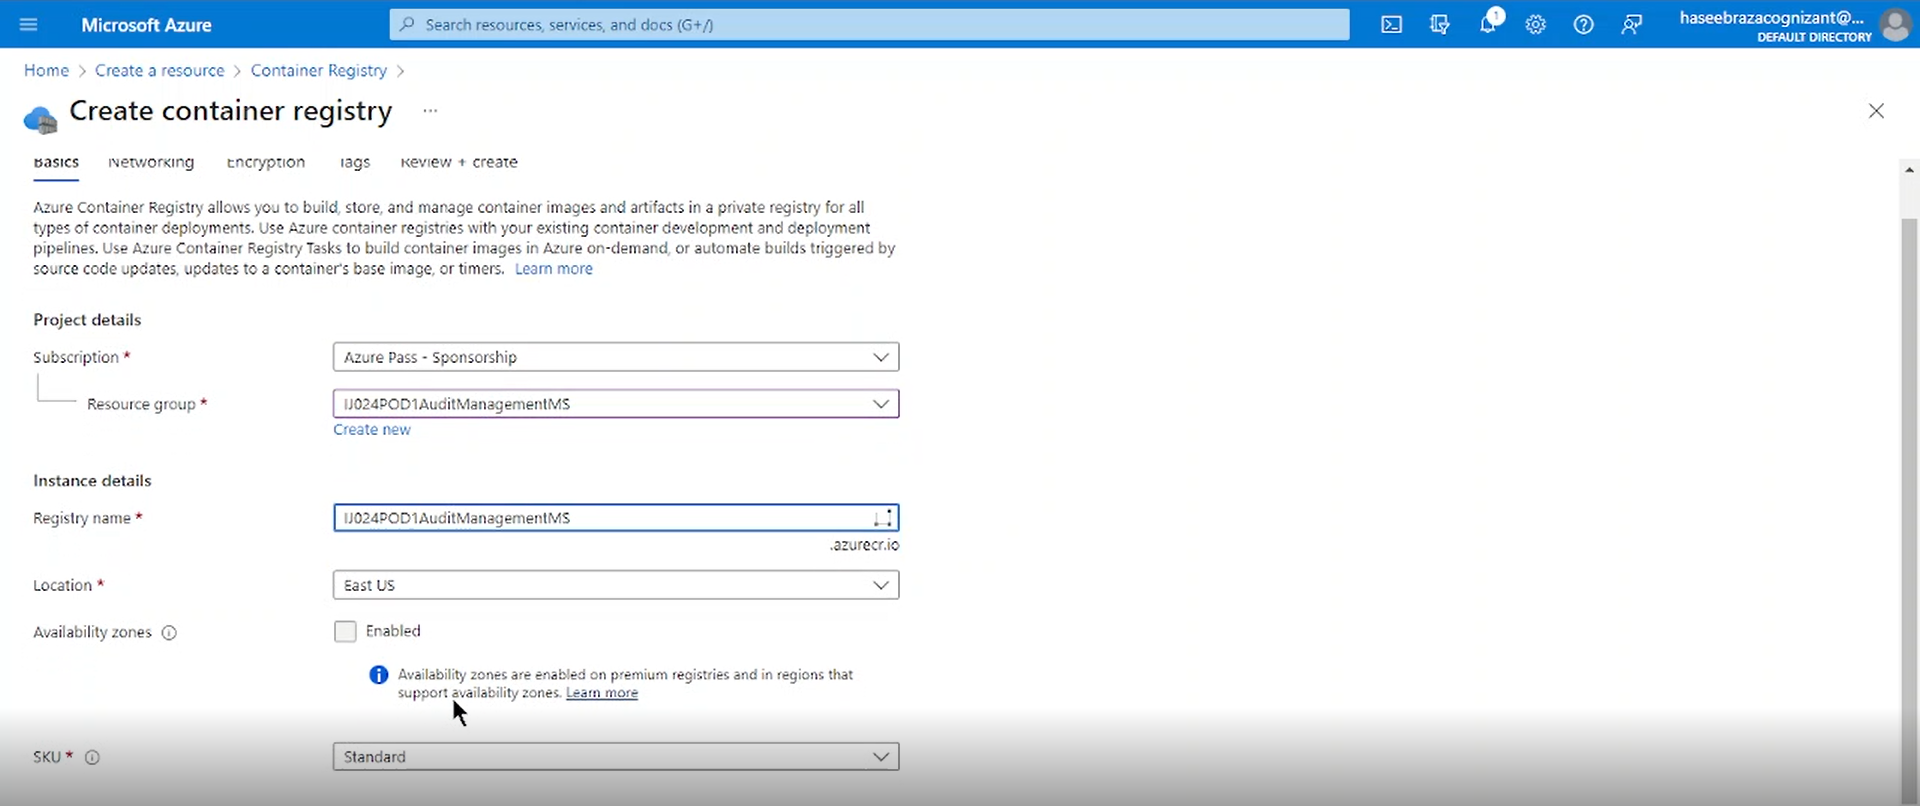 Microsoft Azure
Search resources, services, and docs (G+/)
1
haseebrazacognizant@...
DEFAULT DIRECTORY
Home > Create a resource > Container Registry >
Create container registry ...
Basics Networking Encryption Tags Review + create
Azure Container Registry allows you to build, store, and manage container images and artifacts in a private registry for all
types of container deployments. Use Azure container registries with your existing container development and deployment
pipelines. Use Azure Container Registry Tasks to build container images in Azure on-demand, or automate builds triggered by
source code updates, updates to a container's base image, or timers. Learn more
Project details
Subscription * Azure Pass - Sponsorship
Resource group * IJ024POD1AuditManagementMS
Create new
Instance details
Registry name * IJ024POD1AuditManagementMS
.azurecr.io
Location * East US
Availability zones Enabled
Availability zones are enabled on premium registries and in regions that
support availability zones. Learn more
SKU * Standard